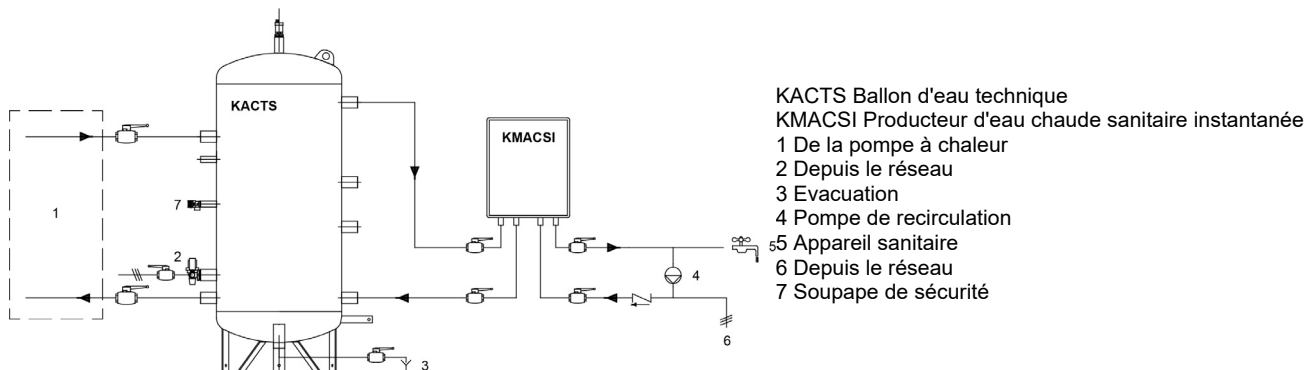 KACTS
KMACSI
1
7
2
3
4
5
6
KACTS Ballon d'eau technique
KMACSI Producteur d'eau chaude sanitaire instantanée
1 De la pompe à chaleur
2 Depuis le réseau
3 Evacuation
4 Pompe de recirculation
5 Appareil sanitaire
6 Depuis le réseau
7 Soupape de sécurité